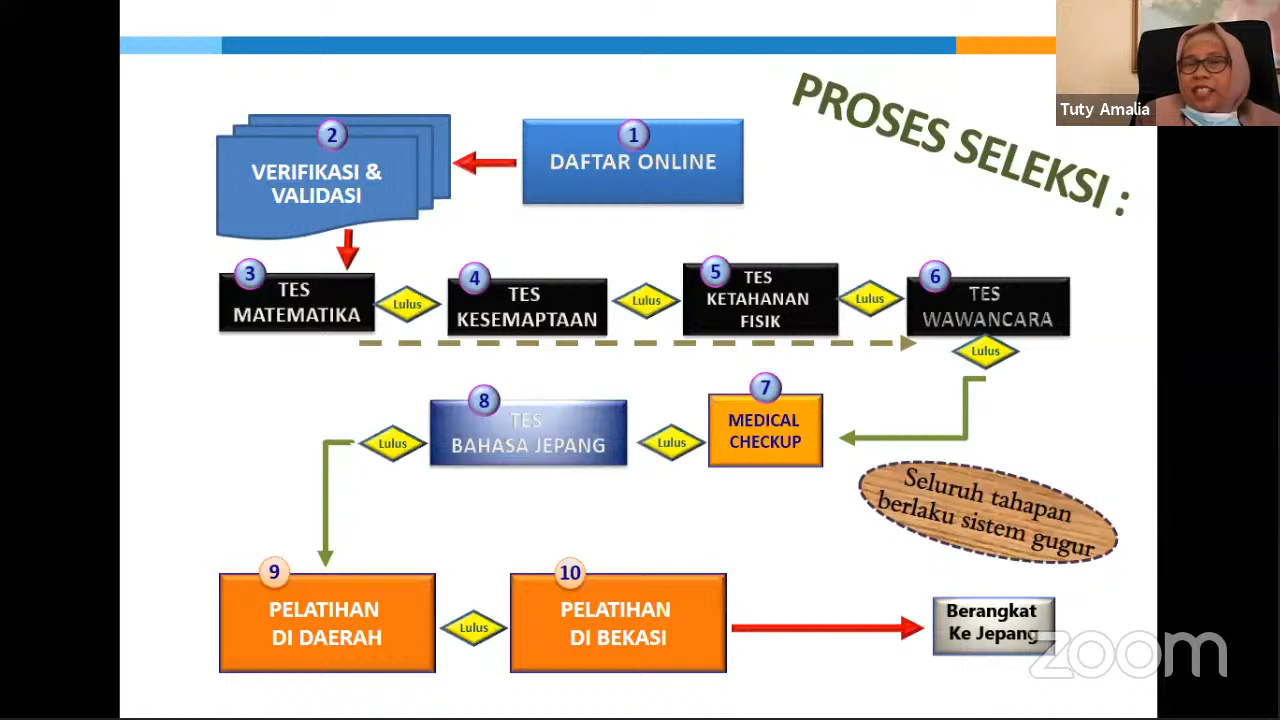 PROSES SELEKSI :
Tuty Amalia
1
DAFTAR ONLINE
2
VERIFIKASI &
VALIDASI
3
TES
MATEMATIKA
Lulus
4
TES
KESEMAPTAAN
Lulus
5
TES
KETAHANAN
FISIK
Lulus
6
TES
WAWANCARA
Lulus
7
MEDICAL
CHECKUP
Lulus
8
TES
BAHASA JEPANG
Lulus
Seluruh tahapan
berlaku sistem gugur
9
PELATIHAN
DI DAERAH
Lulus
10
PELATIHAN
DI BEKASI
Berangkat
Ke Jepang
zoom